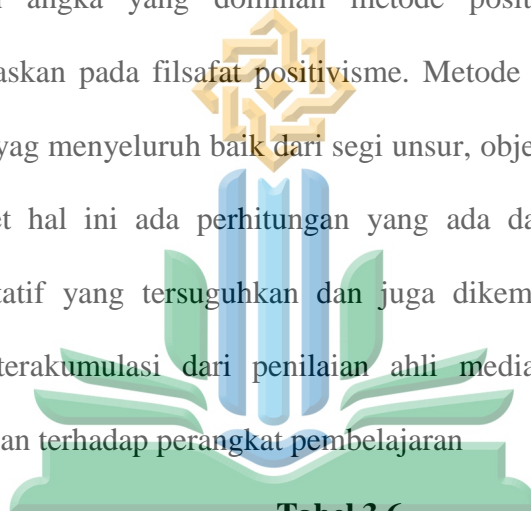 angka yang dominan metode posit
askan pada filsafat positivisme. Metode
yag menyeluruh baik dari segi unsur, obje
et hal ini ada perhitungan yang ada da
tatif yang tersuguhkan dan juga dikem
terakumulasi dari penilaian ahli media
an terhadap perangkat pembelajaran
Tabel 3.6